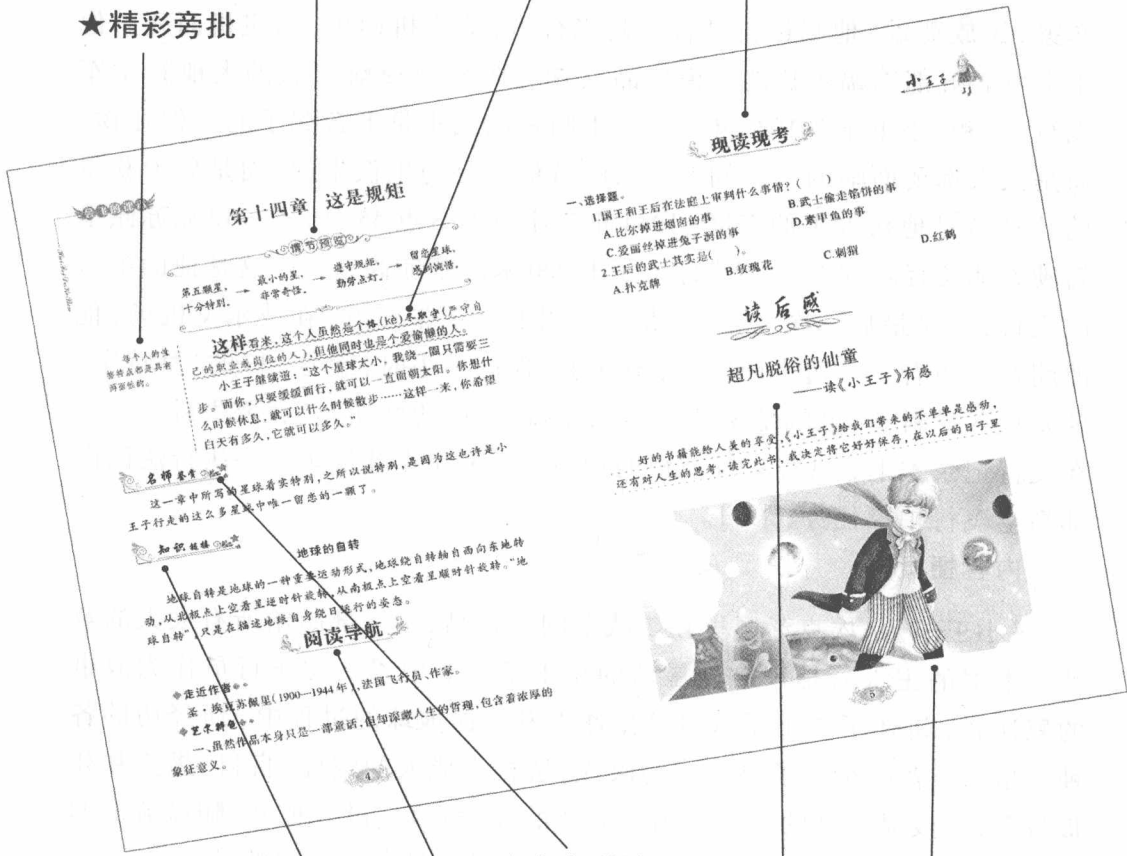 ★精彩旁批
第十四章 这是规矩
情节预览
第五颗星，
十分特别。
→
最小的星，
非常奇怪。
→
遵守规矩，
勤劳点灯。
→
留恋星球，
感到惋惜。
每个人的性
格特点都是具有
两面性的。
这样看来，这个人虽然是个恪(kè)尽职守(严守自
己的职业或岗位的人)，但他同时也是个爱偷懒的人。
小王子继续道：“这个星球太小，我绕一圈只需要三
步。而你，只要缓缓而行，就可以一直面朝太阳。你想什
么时候休息，就可以什么时候散步……这样一来，你希望
白天有多久，它就可以多久。”
名师鉴赏
这一章中所写的星球着实特别，之所以说特别，是因为这也许是小
王子行走的这么多星球中唯一留恋的一颗了。
知识链接
地球的自转
地球自转是地球的一种重要运动形式，地球绕自转轴自西向东地转
动，从北极点上空看呈逆时针旋转，从南极点上空看呈顺时针旋转。“地
球自转”，只是在描述地球自身绕日运行的姿态。
阅读导航
走近作者
圣·埃克苏佩里(1900—1944年)，法国飞行员、作家。
艺术特色
一、虽然作品本身只是一部童话，但却深藏人生的哲理，包含着浓厚的
象征意义。
4
小王子
现读现考
一、选择题。
1.国王和王后在法庭上审判什么事情？（ ）
A.比尔掉进烟囱的事 B.武士偷走馅饼的事
C.爱丽丝掉进兔子洞的事 D.素甲鱼的事
2.王后的武士其实是( )。
A.扑克牌 B.玫瑰花 C.刺猬 D.红鹤
读后感
超凡脱俗的仙童
——读《小王子》有感
好的书籍能给人美的享受，《小王子》给我们带来的不单单是感动，
还有对人生的思考，读完此书，我决定将它好好保存，在以后的日子里
5